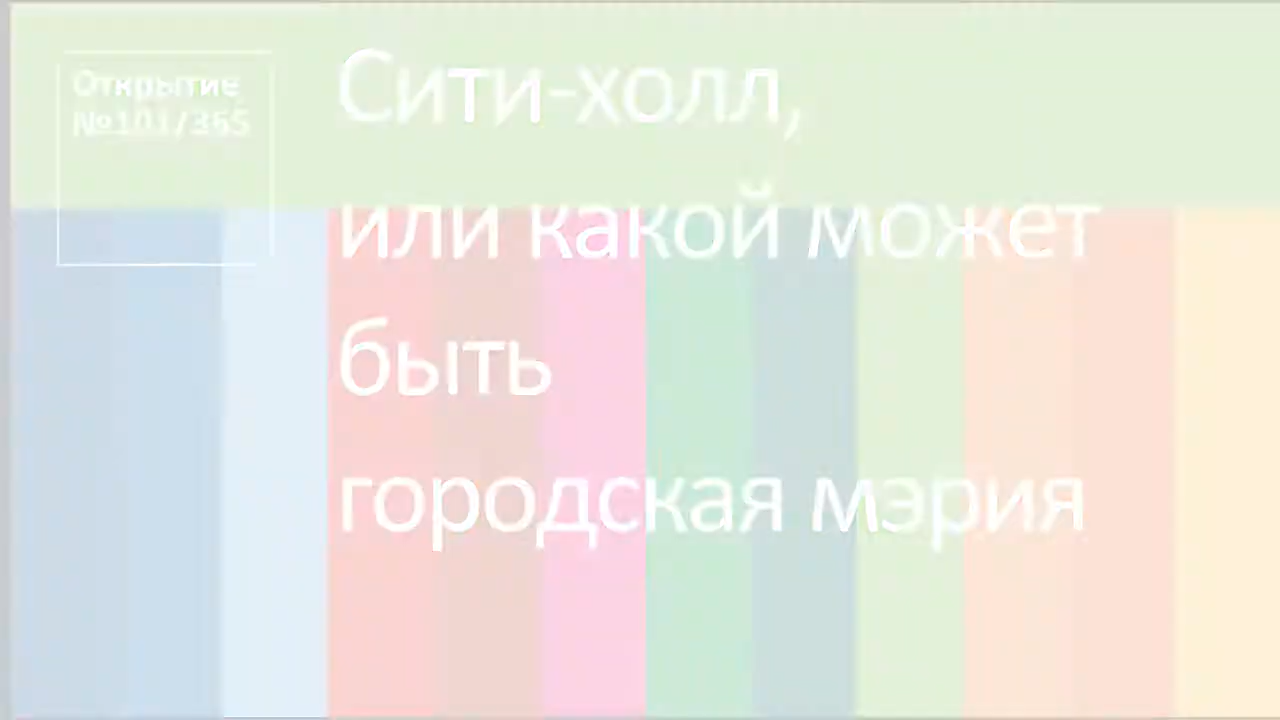 Открытие
№101/365
Сити-холл,
или какой может
быть
городская мэрия